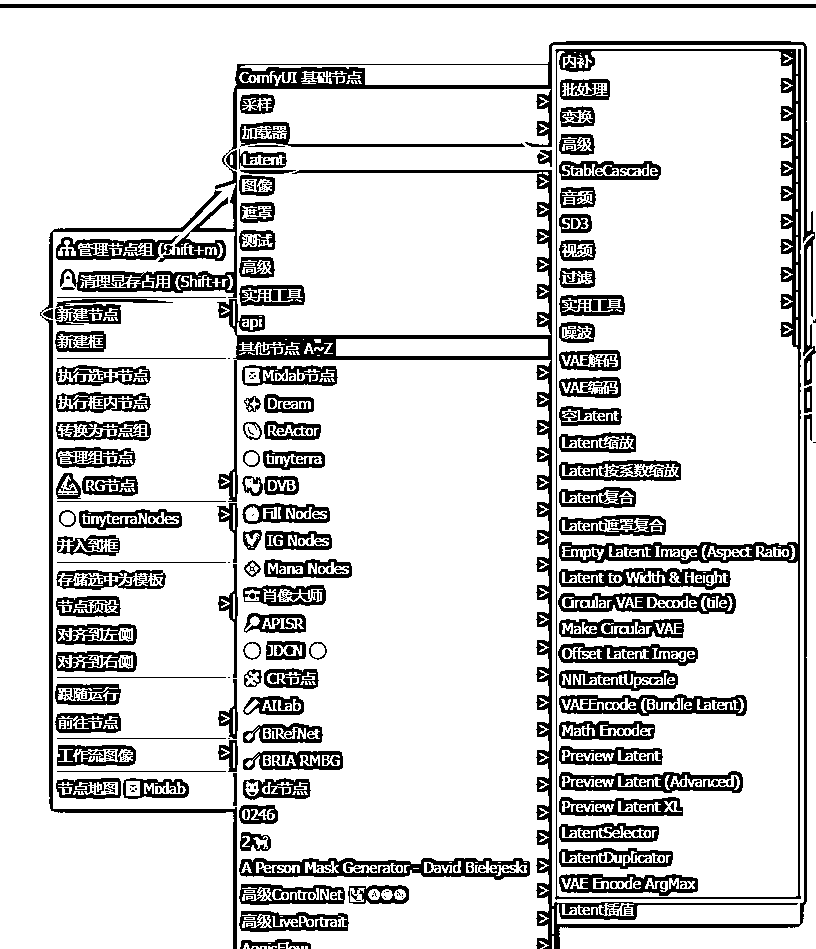 管理节点组 (Shift+m)
清理显存占用 (Shift+r)
新建节点
新建框
执行选中节点
执行框内节点
转换为节点组
管理组节点
RG节点
tinyterraNodes
并入到框
存储选中为模板
节点预设
对齐到左侧
对齐到右侧
跟随运行
前往节点
工作流图像
节点地图 Mixlab
ComfyUI 基础节点
采样
加载器
Latent
图像
遮罩
测试
高级
实用工具
api
其他节点 A~Z
Mixlab节点
Dream
ReActor
tinyterra
DVB
Fill Nodes
IG Nodes
Mana Nodes
肖像大师
APISR
JDCN
CR节点
AILab
BiRefNet
BRIA RMBG
dz节点
0246
2
A Person Mask Generator - David Bielejeski
高级ControlNet
高级LivePortrait
AegisFlow
内补
批处理
变换
高级
StableCascade
音频
SD3
视频
过滤
实用工具
噪波
VAE解码
VAE编码
空Latent
Latent缩放
Latent按系数缩放
Latent复合
Latent遮罩复合
Empty Latent Image (Aspect Ratio)
Latent to Width & Height
Circular VAE Decode (tile)
Make Circular VAE
Offset Latent Image
NNLatentUpscale
VAEEncode (Bundle Latent)
Math Encoder
Preview Latent
Preview Latent (Advanced)
Preview Latent XL
LatentSelector
LatentDuplicator
VAE Encode ArgMax
Latent插值